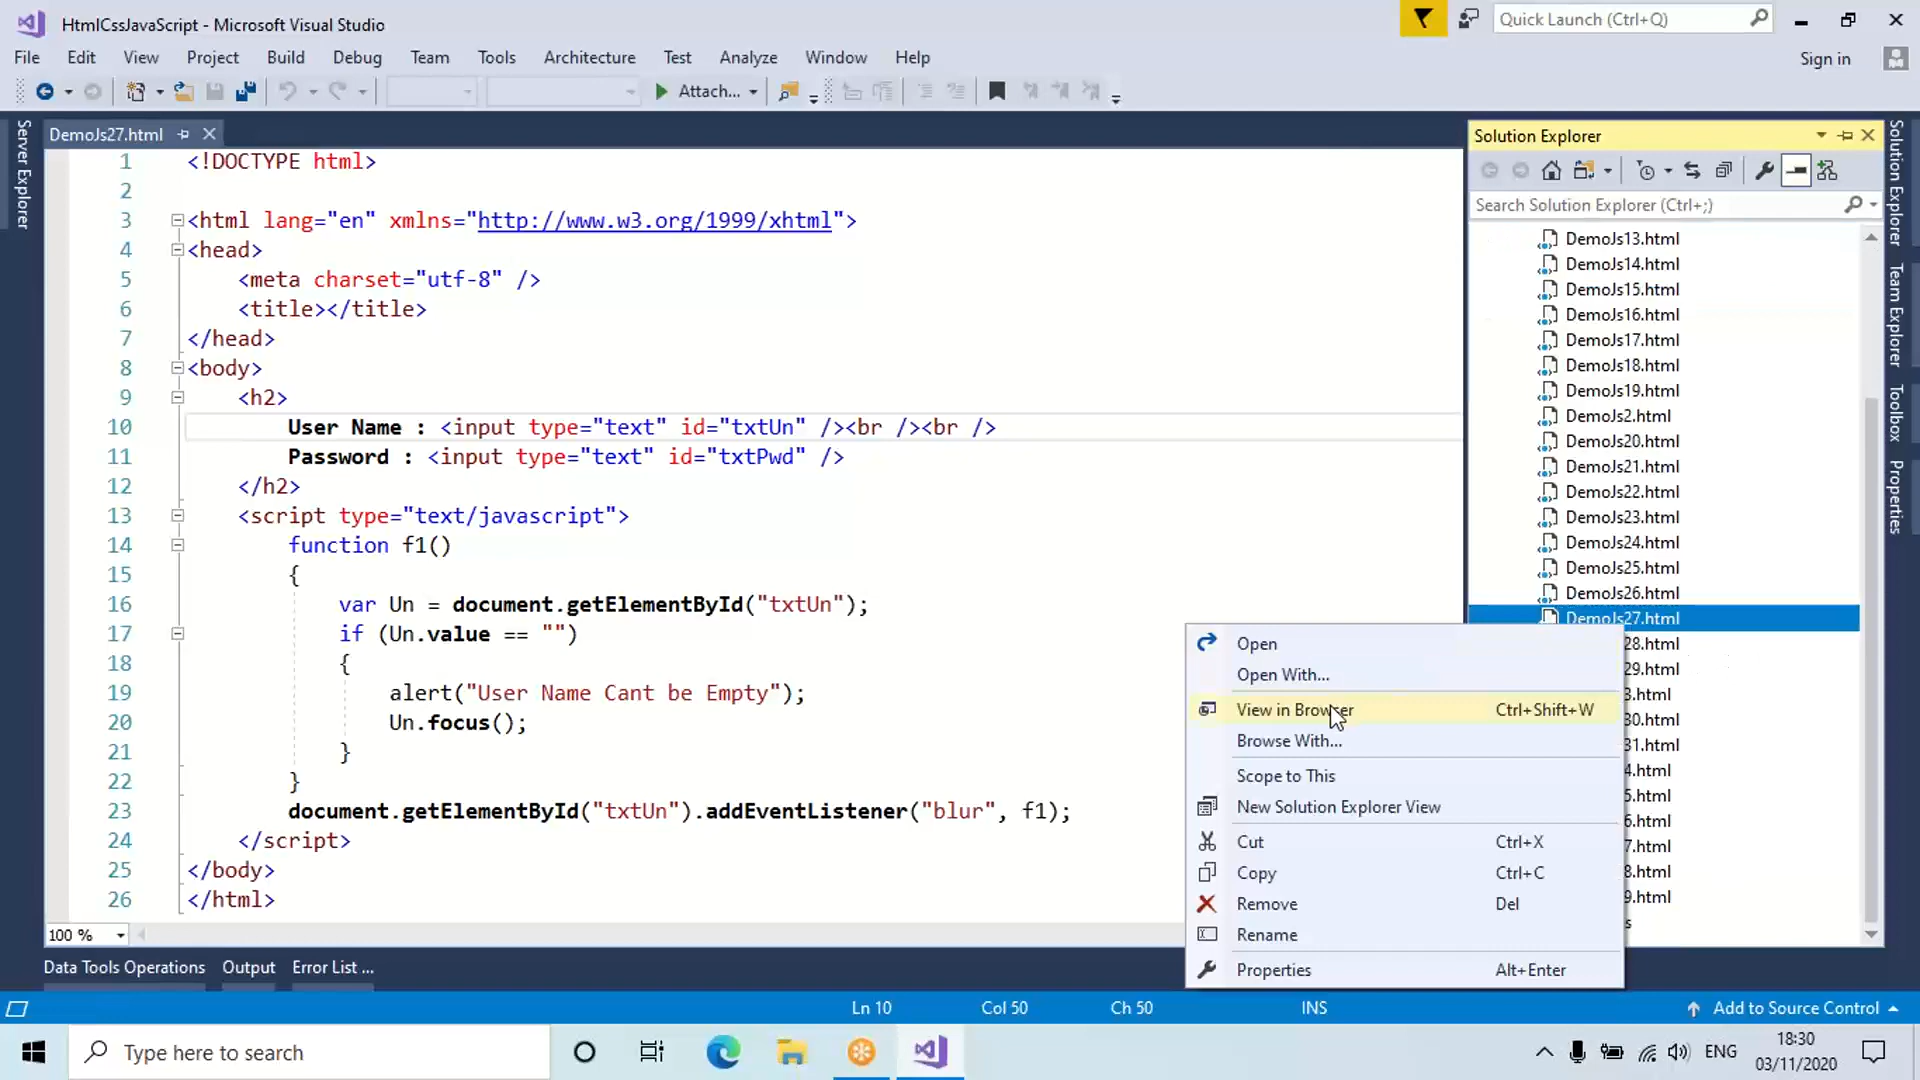 HtmlCssJavaScript - Microsoft Visual Studio
Quick Launch (Ctrl+Q)
File Edit View Project Build Debug Team Tools Architecture Test Analyze Window Help
Sign in
Attach...
Server Explorer
DemoJs27.html
1 <!DOCTYPE html>
2
3 <html lang="en" xmlns="http://www.w3.org/1999/xhtml">
4 <head>
5 <meta charset="utf-8" />
6 <title></title>
7 </head>
8 <body>
9 <h2>
10 User Name : <input type="text" id="txtUn" /><br /><br />
11 Password : <input type="text" id="txtPwd" />
12 </h2>
13 <script type="text/javascript">
14 function f1()
15 {
16 var Un = document.getElementById("txtUn");
17 if (Un.value == "")
18 {
19 alert("User Name Cant be Empty");
20 Un.focus();
21 }
22 }
23 document.getElementById("txtUn").addEventListener("blur", f1);
24 </script>
25 </body>
26 </html>
100 %
Solution Explorer
Search Solution Explorer (Ctrl+;)
DemoJs13.html
DemoJs14.html
DemoJs15.html
DemoJs16.html
DemoJs17.html
DemoJs18.html
DemoJs19.html
DemoJs2.html
DemoJs20.html
DemoJs21.html
DemoJs22.html
DemoJs23.html
DemoJs24.html
DemoJs25.html
DemoJs26.html
DemoJs27.html
28.html
29.html
3.html
30.html
31.html
4.html
5.html
6.html
7.html
8.html
9.html
s
Open
Open With...
View in Browser Ctrl+Shift+W
Browse With...
Scope to This
New Solution Explorer View
Cut Ctrl+X
Copy Ctrl+C
Remove Del
Rename
Properties Alt+Enter
Solution Explorer
Team Explorer
Toolbox
Properties
Data Tools Operations Output Error List ...
Ln 10 Col 50 Ch 50 INS Add to Source Control
Type here to search
ENG
18:30
03/11/2020